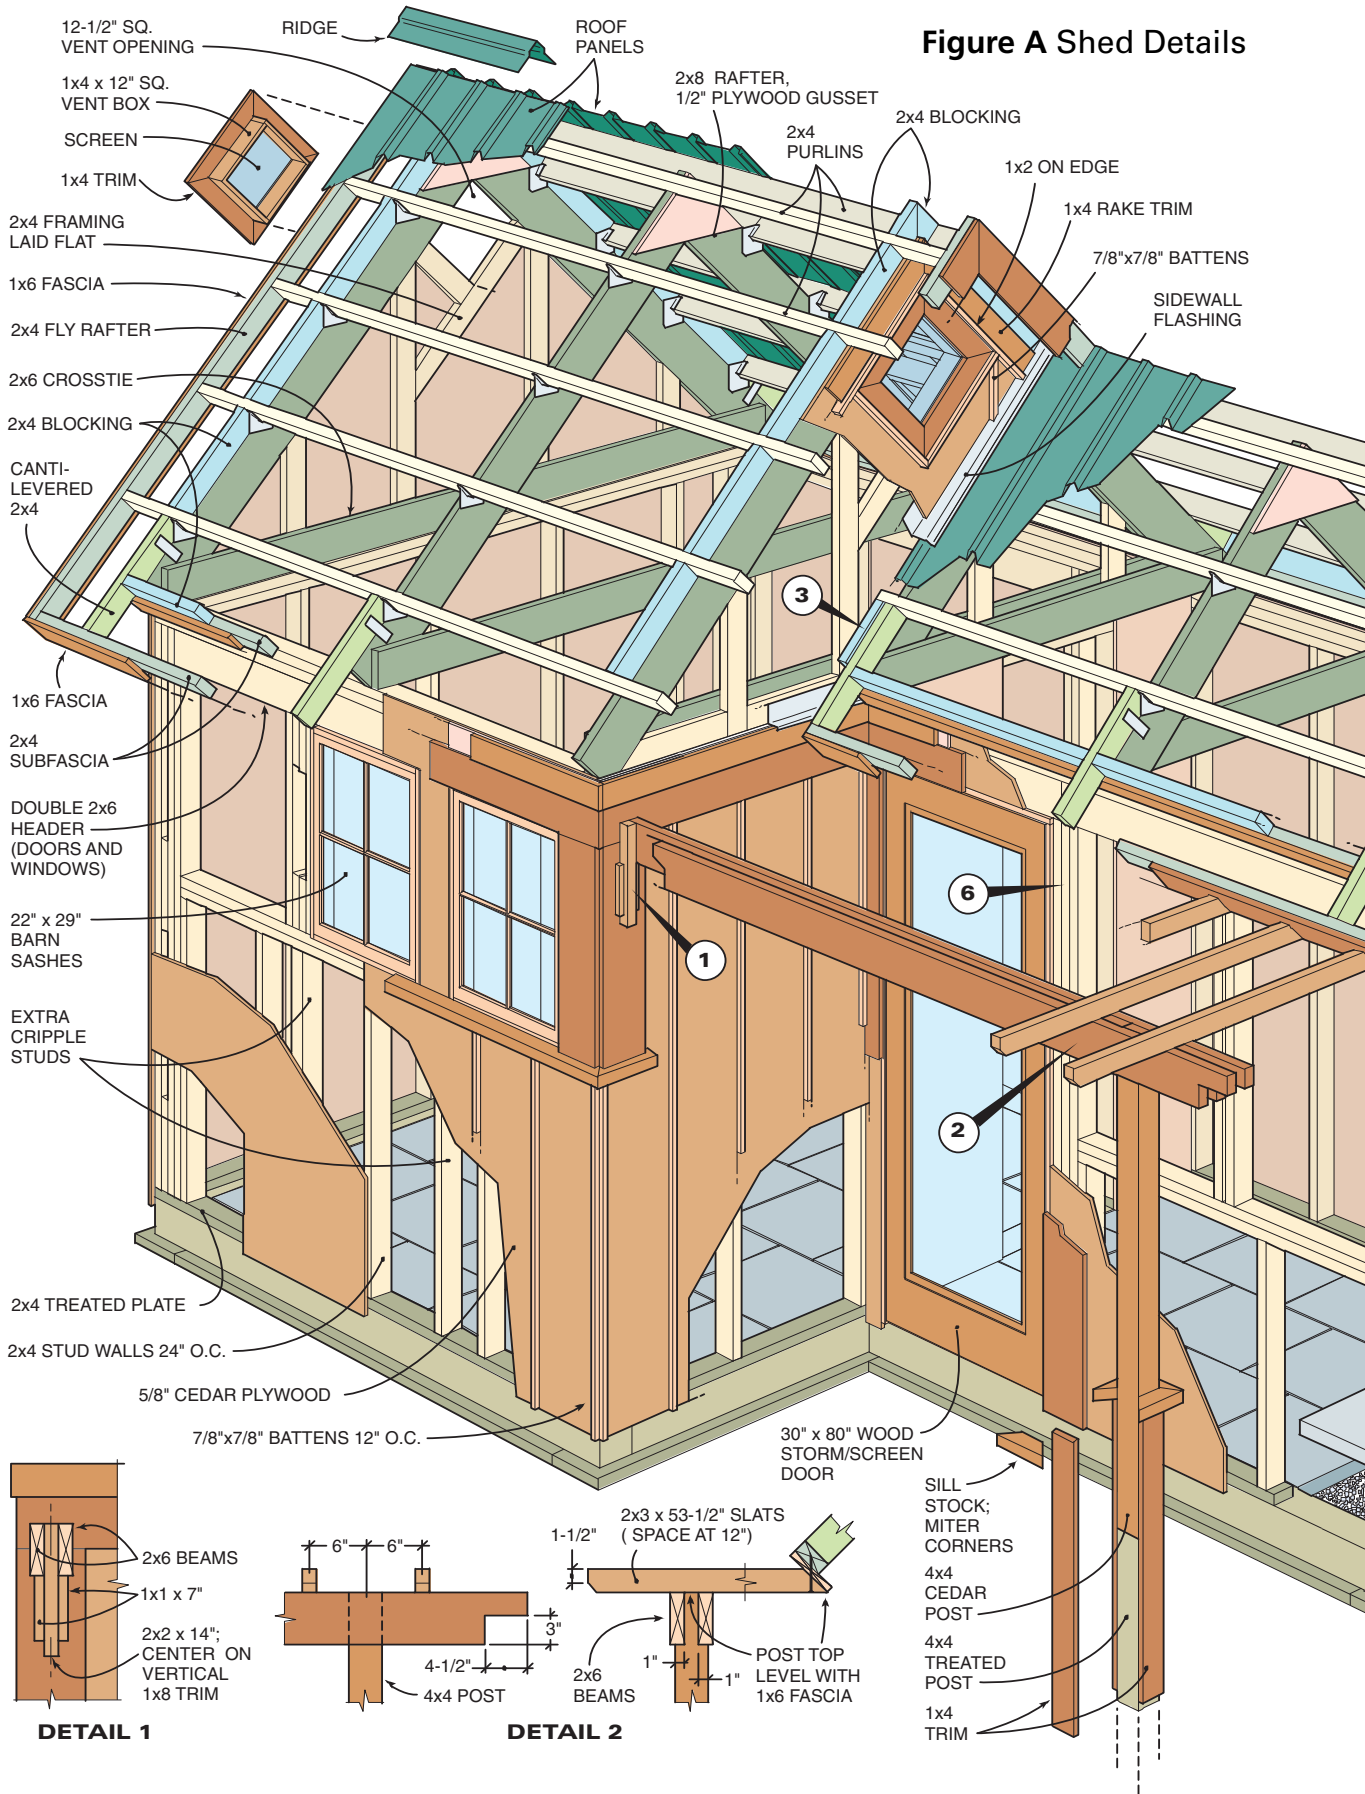 Figure A Shed Details
12-1/2" SQ.
VENT OPENING
RIDGE
ROOF
PANELS
1x4 x 12" SQ.
VENT BOX
SCREEN
1x4 TRIM
2x8 RAFTER,
1/2" PLYWOOD GUSSET
2x4
PURLINS
2x4 BLOCKING
1x2 ON EDGE
1x4 RAKE TRIM
7/8"x7/8" BATTENS
SIDEWALL
FLASHING
2x4 FRAMING
LAID FLAT
1x6 FASCIA
2x4 FLY RAFTER
2x6 CROSSTIE
2x4 BLOCKING
CANTI-
LEVERED
2x4
1x6 FASCIA
2x4
SUBFASCIA
DOUBLE 2x6
HEADER
(DOORS AND
WINDOWS)
22" x 29"
BARN
SASHES
EXTRA
CRIPPLE
STUDS
3
6
1
2
2x4 TREATED PLATE
2x4 STUD WALLS 24" O.C.
5/8" CEDAR PLYWOOD
7/8"x7/8" BATTENS 12" O.C.
30" x 80" WOOD
STORM/SCREEN
DOOR
SILL
STOCK;
MITER
CORNERS
4x4
CEDAR
POST
4x4
TREATED
POST
1x4
TRIM
2x6 BEAMS
1x1 x 7"
2x2 x 14";
CENTER ON
VERTICAL
1x8 TRIM
DETAIL 1
6"
6"
3"
4-1/2"
4x4 POST
1-1/2"
2x3 x 53-1/2" SLATS
( SPACE AT 12")
2x6
BEAMS
1"
1"
POST TOP
LEVEL WITH
1x6 FASCIA
DETAIL 2